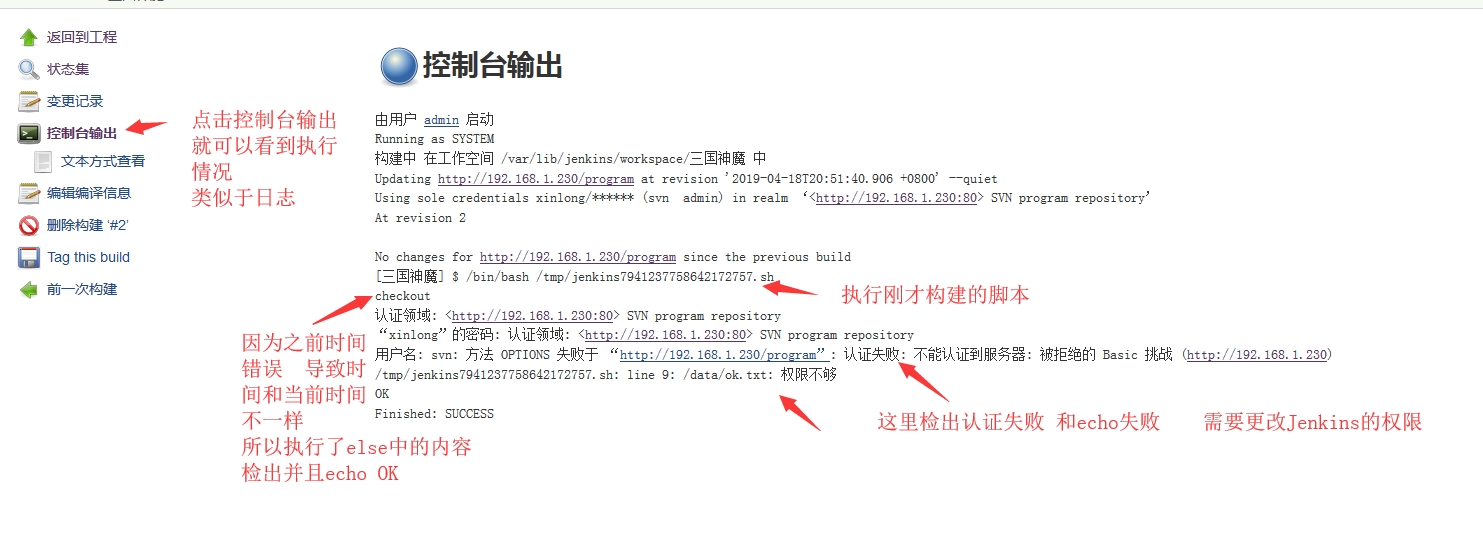 返回到工程
状态集
变更记录
控制台输出
文本方式查看
编辑编译信息
删除构建 ‘#2’
Tag this build
前一次构建
点击控制台输出
就可以看到执行
情况
类似于日志
控制台输出
由用户 admin 启动
Running as SYSTEM
构建中 在工作空间 /var/lib/jenkins/workspace/三国神魔 中
Updating http://192.168.1.230/program at revision '2019-04-18T20:51:40.906 +0800' --quiet
Using sole credentials xinlong/****** (svn  admin) in realm ‘<http://192.168.1.230:80> SVN program repository’
At revision 2
No changes for http://192.168.1.230/program since the previous build
[三国神魔] $ /bin/bash /tmp/jenkins7941237758642172757.sh
checkout
认证领域: <http://192.168.1.230:80> SVN program repository
“xinlong”的密码: 认证领域: <http://192.168.1.230:80> SVN program repository
用户名: svn: 方法 OPTIONS 失败于 “http://192.168.1.230/program”: 认证失败: 不能认证到服务器: 被拒绝的 Basic 挑战 (http://192.168.1.230)
/tmp/jenkins7941237758642172757.sh: line 9: /data/ok.txt: 权限不够
OK
Finished: SUCCESS
执行刚才构建的脚本
因为之前时间
错误  导致时
间和当前时间
不一样
所以执行了else中的内容
检出并且echo OK
这里检出认证失败 和echo失败    需要更改Jenkins的权限